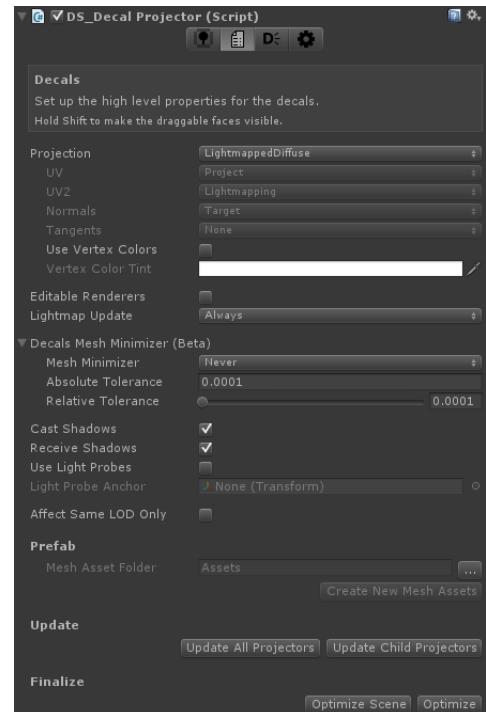 DS_Decal Projector (Script)
D
Decals
Set up the high level properties for the decals.
Hold Shift to make the draggable faces visible.
Projection LightmappedDiffuse
UV Project
UV2 Lightmapping
Normals Target
Tangents None
Use Vertex Colors
Vertex Color Tint
Editable Renderers
Lightmap Update Always
Decals Mesh Minimizer (Beta)
Mesh Minimizer Never
Absolute Tolerance 0.0001
Relative Tolerance 0.0001
Cast Shadows
Receive Shadows
Use Light Probes
Light Probe Anchor None (Transform)
Affect Same LOD Only
Prefab
Mesh Asset Folder Assets ...
Create New Mesh Assets
Update
Update All Projectors Update Child Projectors
Finalize
Optimize Scene Optimize